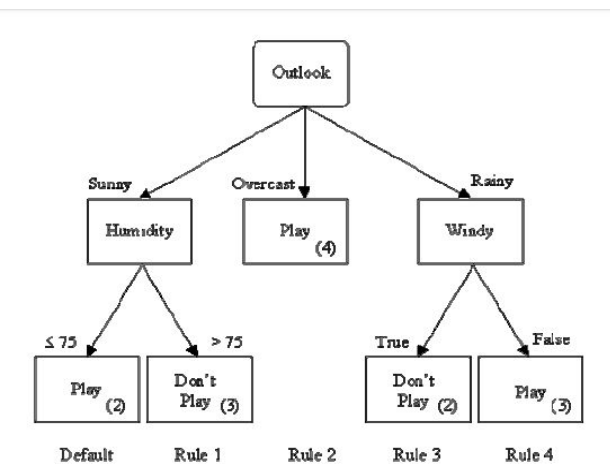 Outlook
Sunny
Overcast
Rainy
Humidity
Play
(4)
Windy
≤ 75
> 75
True
False
Play
(2)
Don't
Play (3)
Don't
Play (2)
Play
(3)
Default
Rule 1
Rule 2
Rule 3
Rule 4